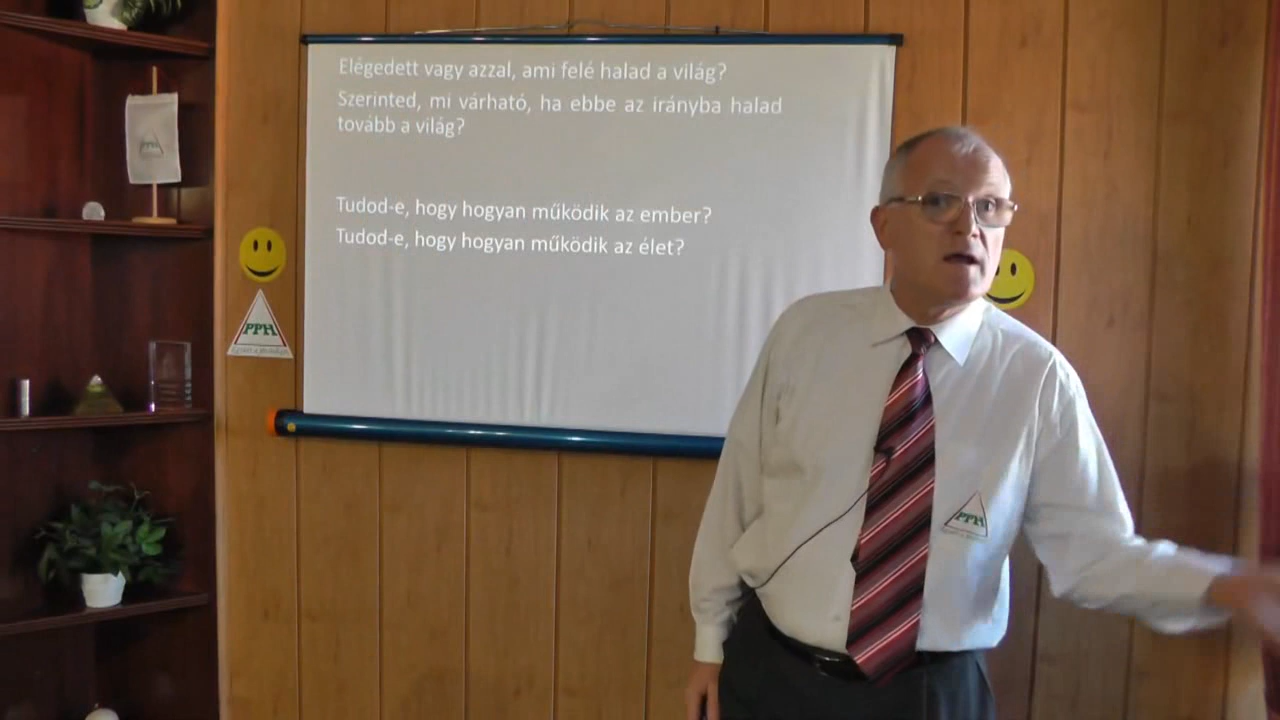 Elégedett vagy azzal, ami felé halad a világ?
Szerinted, mi várható, ha ebbe az irányba halad
tovább a világ?
Tudod-e, hogy hogyan működik az ember?
Tudod-e, hogy hogyan működik az élet?
PPH
PPH
PPH